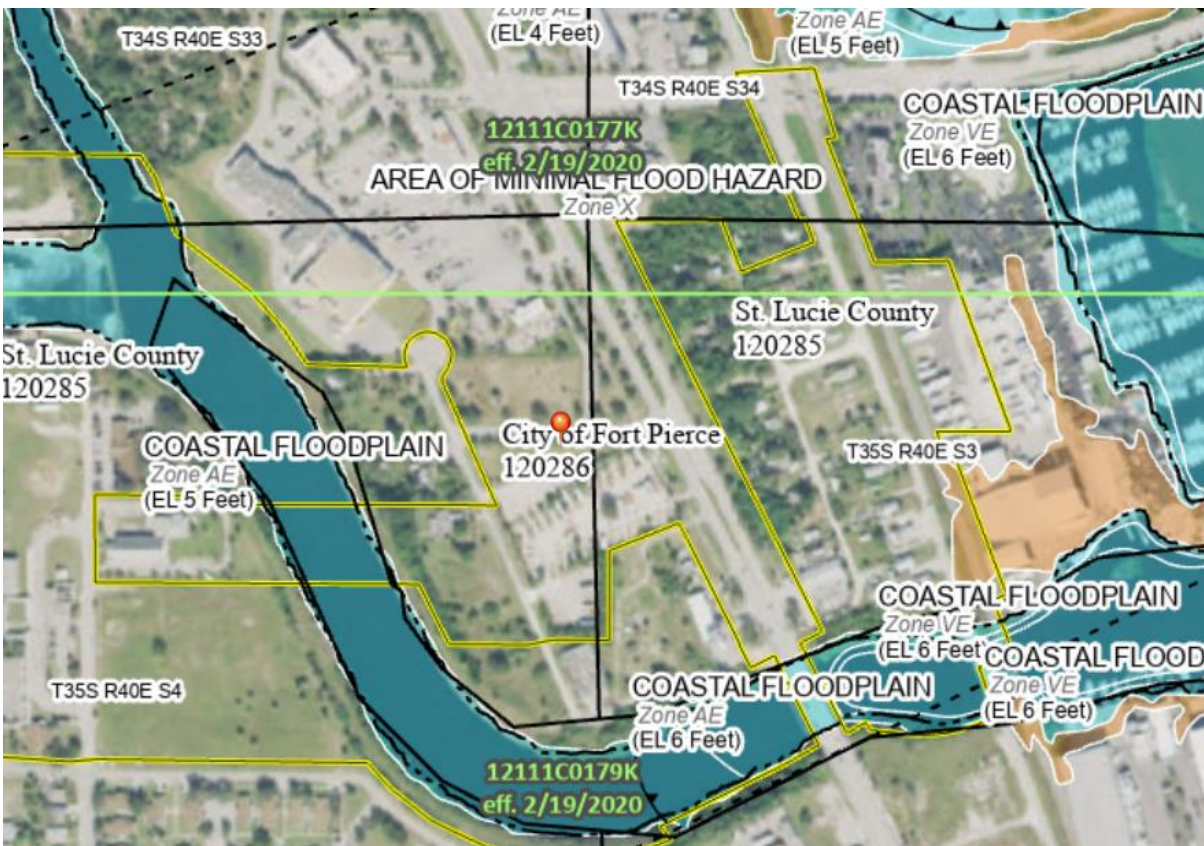 Zone AE
(EL 4 Feet)
Zone AE
(EL 5 Feet)
T34S R40E S33
T34S R40E S34
COASTAL FLOODPLAIN
Zone VE
(EL 6 Feet)
12111C0177K
eff. 2/19/2020
AREA OF MINIMAL FLOOD HAZARD
Zone X
St. Lucie County
120285
St. Lucie County
120285
City of Fort Pierce
120286
COASTAL FLOODPLAIN
Zone AE
(EL 5 Feet)
T35S R40E S3
COASTAL FLOODPLAIN
Zone VE
(EL 6 Feet)
COASTAL FLOOD
Zone VE
(EL 6 Feet)
T35S R40E S4
COASTAL FLOODPLAIN
Zone AE
(EL 6 Feet)
12111C0179K
eff. 2/19/2020